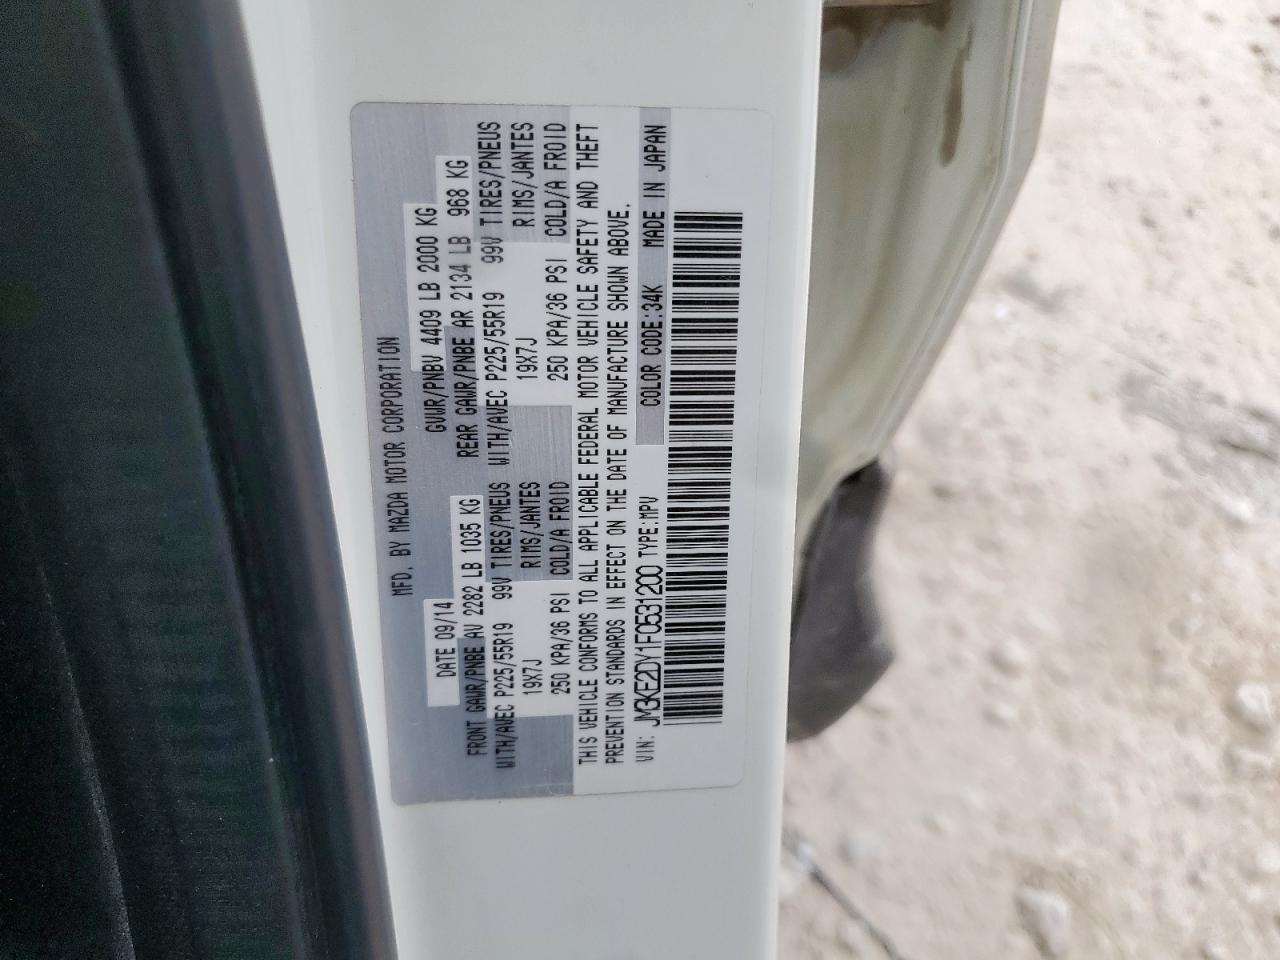 MFD. BY MAZDA MOTOR CORPORATION
DATE 09/14 GVWR/PNBV 4409 LB 2000 KG
FRONT GAWR/PNBE AV 2282 LB 1035 KG REAR GAWR/PNBE AR 2134 LB 968 KG
WITH/AVEC P225/55R19 99V TIRES/PNEUS WITH/AVEC P225/55R19 99V TIRES/PNEUS
19X7J RIMS/JANTES 19X7J RIMS/JANTES
250 KPA/36 PSI COLD/A FROID 250 KPA/36 PSI COLD/A FROID
THIS VEHICLE CONFORMS TO ALL APPLICABLE FEDERAL MOTOR VEHICLE SAFETY AND THEFT
PREVENTION STANDARDS IN EFFECT ON THE DATE OF MANUFACTURE SHOWN ABOVE.
VIN: JM3KE2DY1F0531200 TYPE:MPV COLOR CODE:34K MADE IN JAPAN